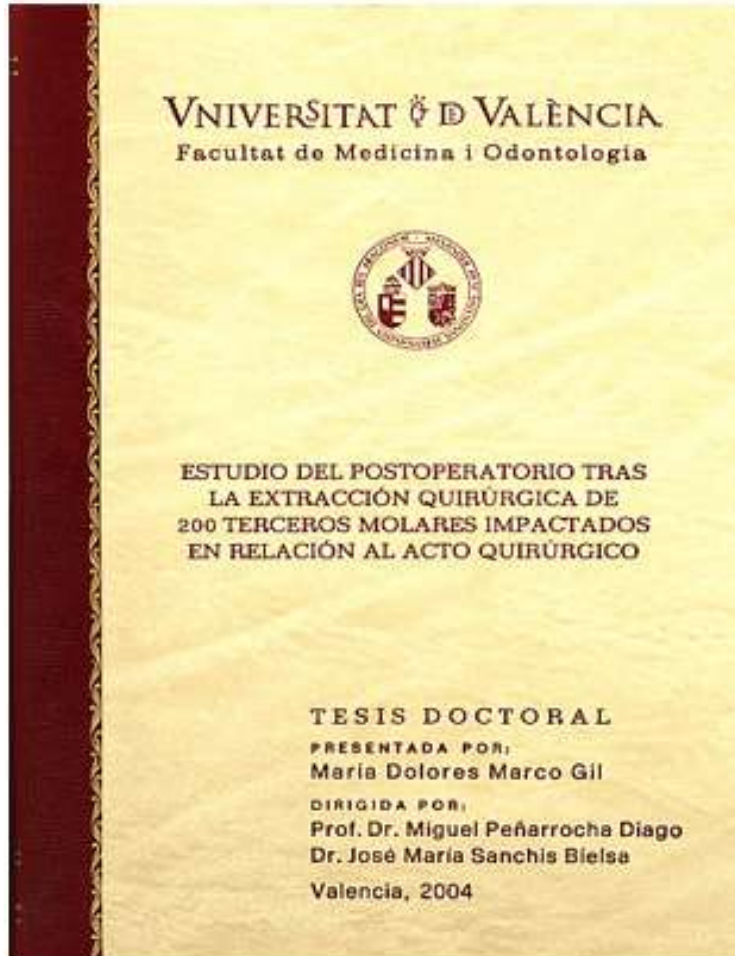 VNIVERSITAT Ö ID VALÈNCIA
Facultat de Medicina i Odontologia
ESTUDIO DEL POSTOPERATORIO TRAS
LA EXTRACCIÓN QUIRÚRGICA DE
200 TERCEROS MOLARES IMPACTADOS
EN RELACIÓN AL ACTO QUIRÚRGICO
TESIS DOCTORAL
PRESENTADA POR:
María Dolores Marco Gil
DIRIGIDA POR:
Prof. Dr. Miguel Peñarrocha Diago
Dr. José María Sanchis Bielsa
Valencia, 2004